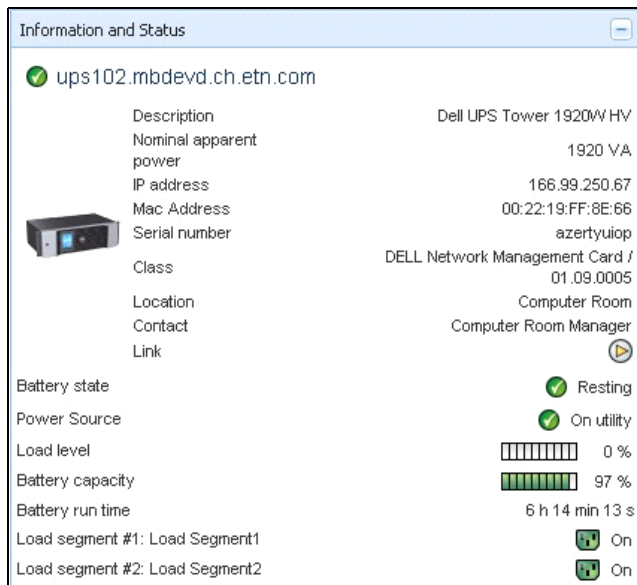 Information and Status
ups102.mbdevd.ch.etn.com
Description Dell UPS Tower 1920W HV
Nominal apparent power 1920 VA
IP address 166.99.250.67
Mac Address 00:22:19:FF:8E:66
Serial number azertyuiop
Class DELL Network Management Card / 01.09.0005
Location Computer Room
Contact Computer Room Manager
Link
Battery state Resting
Power Source On utility
Load level 0 %
Battery capacity 97 %
Battery run time 6 h 14 min 13 s
Load segment #1: Load Segment1 On
Load segment #2: Load Segment2 On